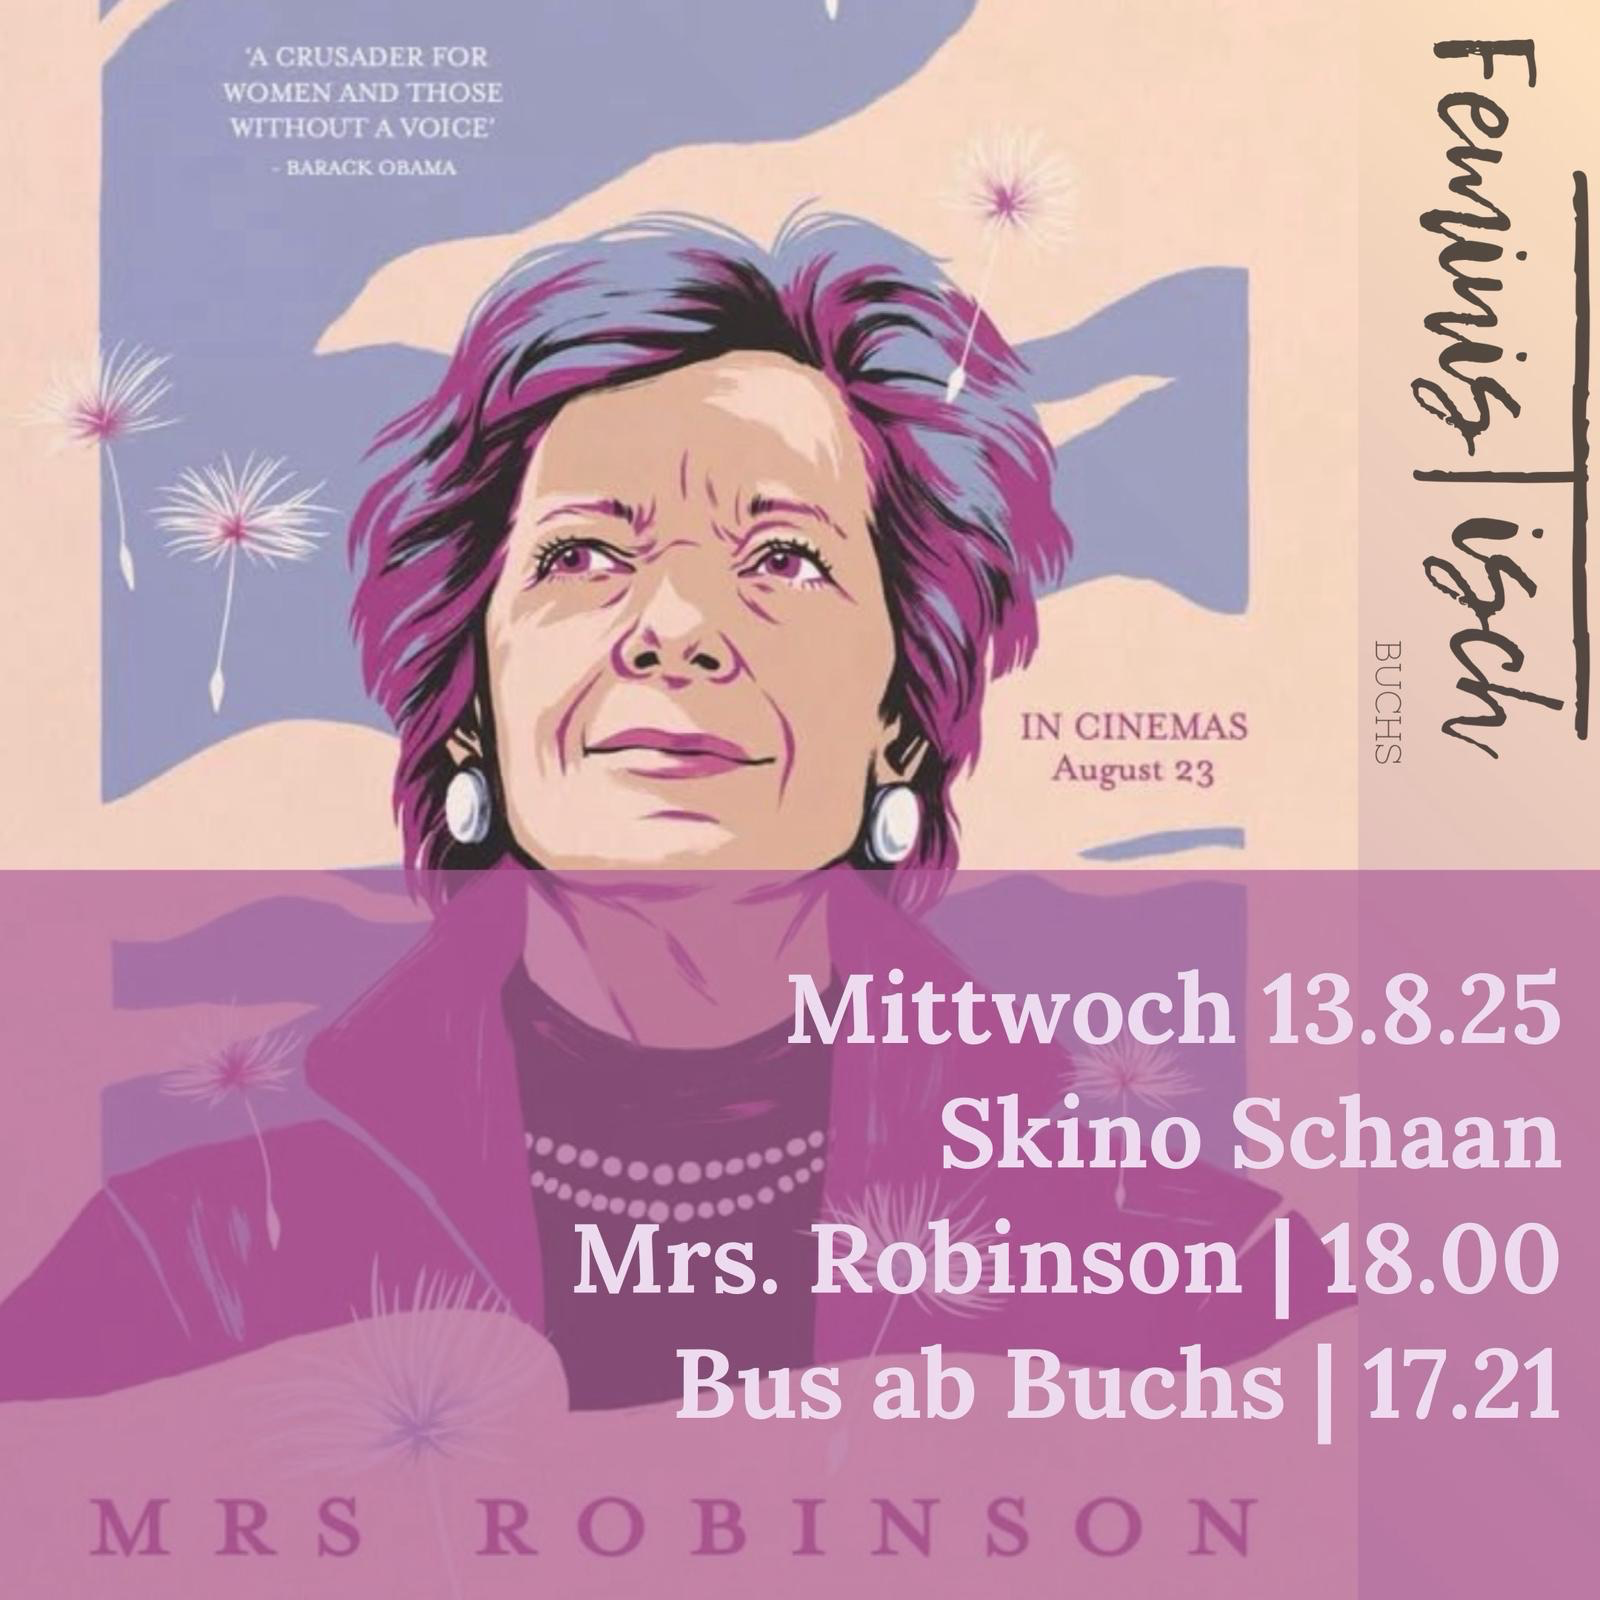 ‘A CRUSADER FOR
WOMEN AND THOSE
WITHOUT A VOICE’
- BARACK OBAMA
FeminisTisch
BUCHS
IN CINEMAS
August 23
Mittwoch 13.8.25
Skino Schaan
Mrs. Robinson | 18.00
Bus ab Buchs | 17.21
MRS ROBINSON